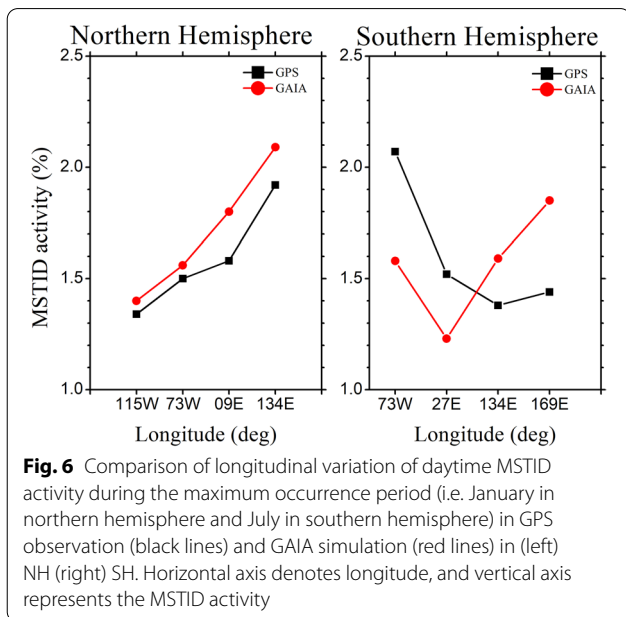 Northern Hemisphere
Southern Hemisphere
2.5
2.0
1.5
1.0
MSTID activity (%)
GPS
GAIA
115W 73W 09E 134E
Longitude (deg)
2.5
2.0
1.5
1.0
GPS
GAIA
73W 27E 134E 169E
Longitude (deg)
Fig. 6 Comparison of longitudinal variation of daytime MSTID
activity during the maximum occurrence period (i.e. January in
northern hemisphere and July in southern hemisphere) in GPS
observation (black lines) and GAIA simulation (red lines) in (left)
NH (right) SH. Horizontal axis denotes longitude, and vertical axis
represents the MSTID activity